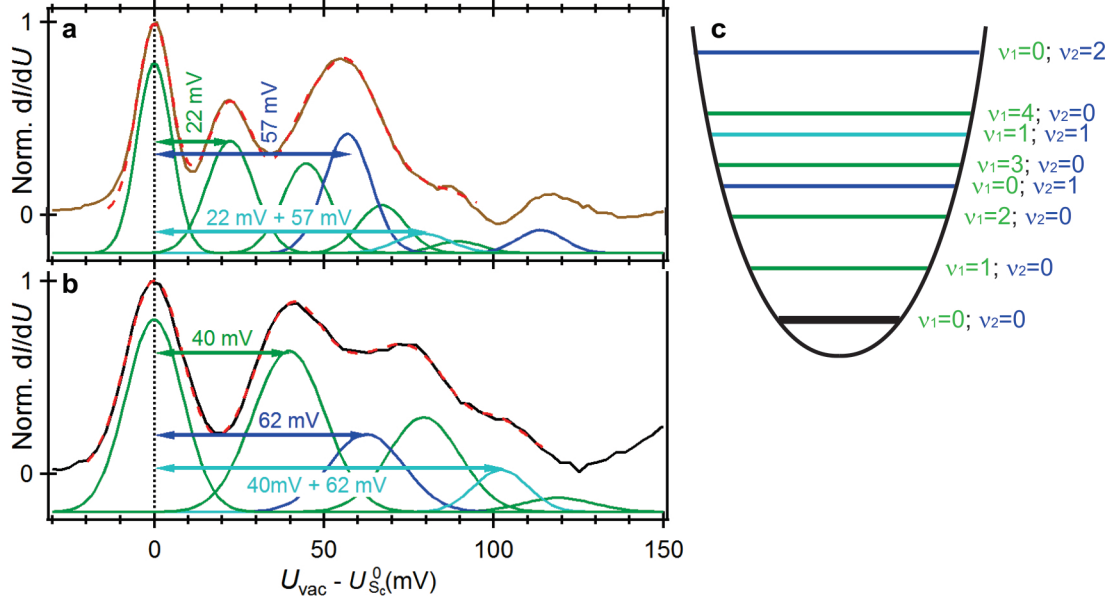 a
1
0
Norm. dI/dU
22 mV
57 mV
22 mV + 57 mV
b
1
0
Norm. dI/dU
40 mV
62 mV
40mV + 62 mV
0 50 100 150
U_vac - U⁰_Sc(mV)
c
ν₁=0; ν₂=2
ν₁=4; ν₂=0
ν₁=1; ν₂=1
ν₁=3; ν₂=0
ν₁=0; ν₂=1
ν₁=2; ν₂=0
ν₁=1; ν₂=0
ν₁=0; ν₂=0